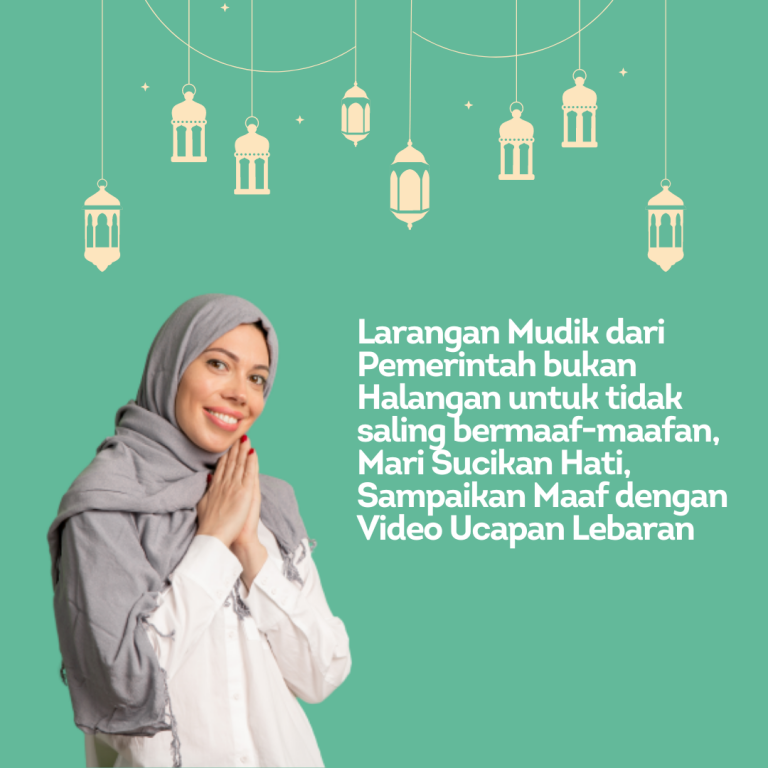 Larangan Mudik dari
Pemerintah bukan
Halangan untuk tidak
saling bermaaf-maafan,
Mari Sucikan Hati,
Sampaikan Maaf dengan
Video Ucapan Lebaran